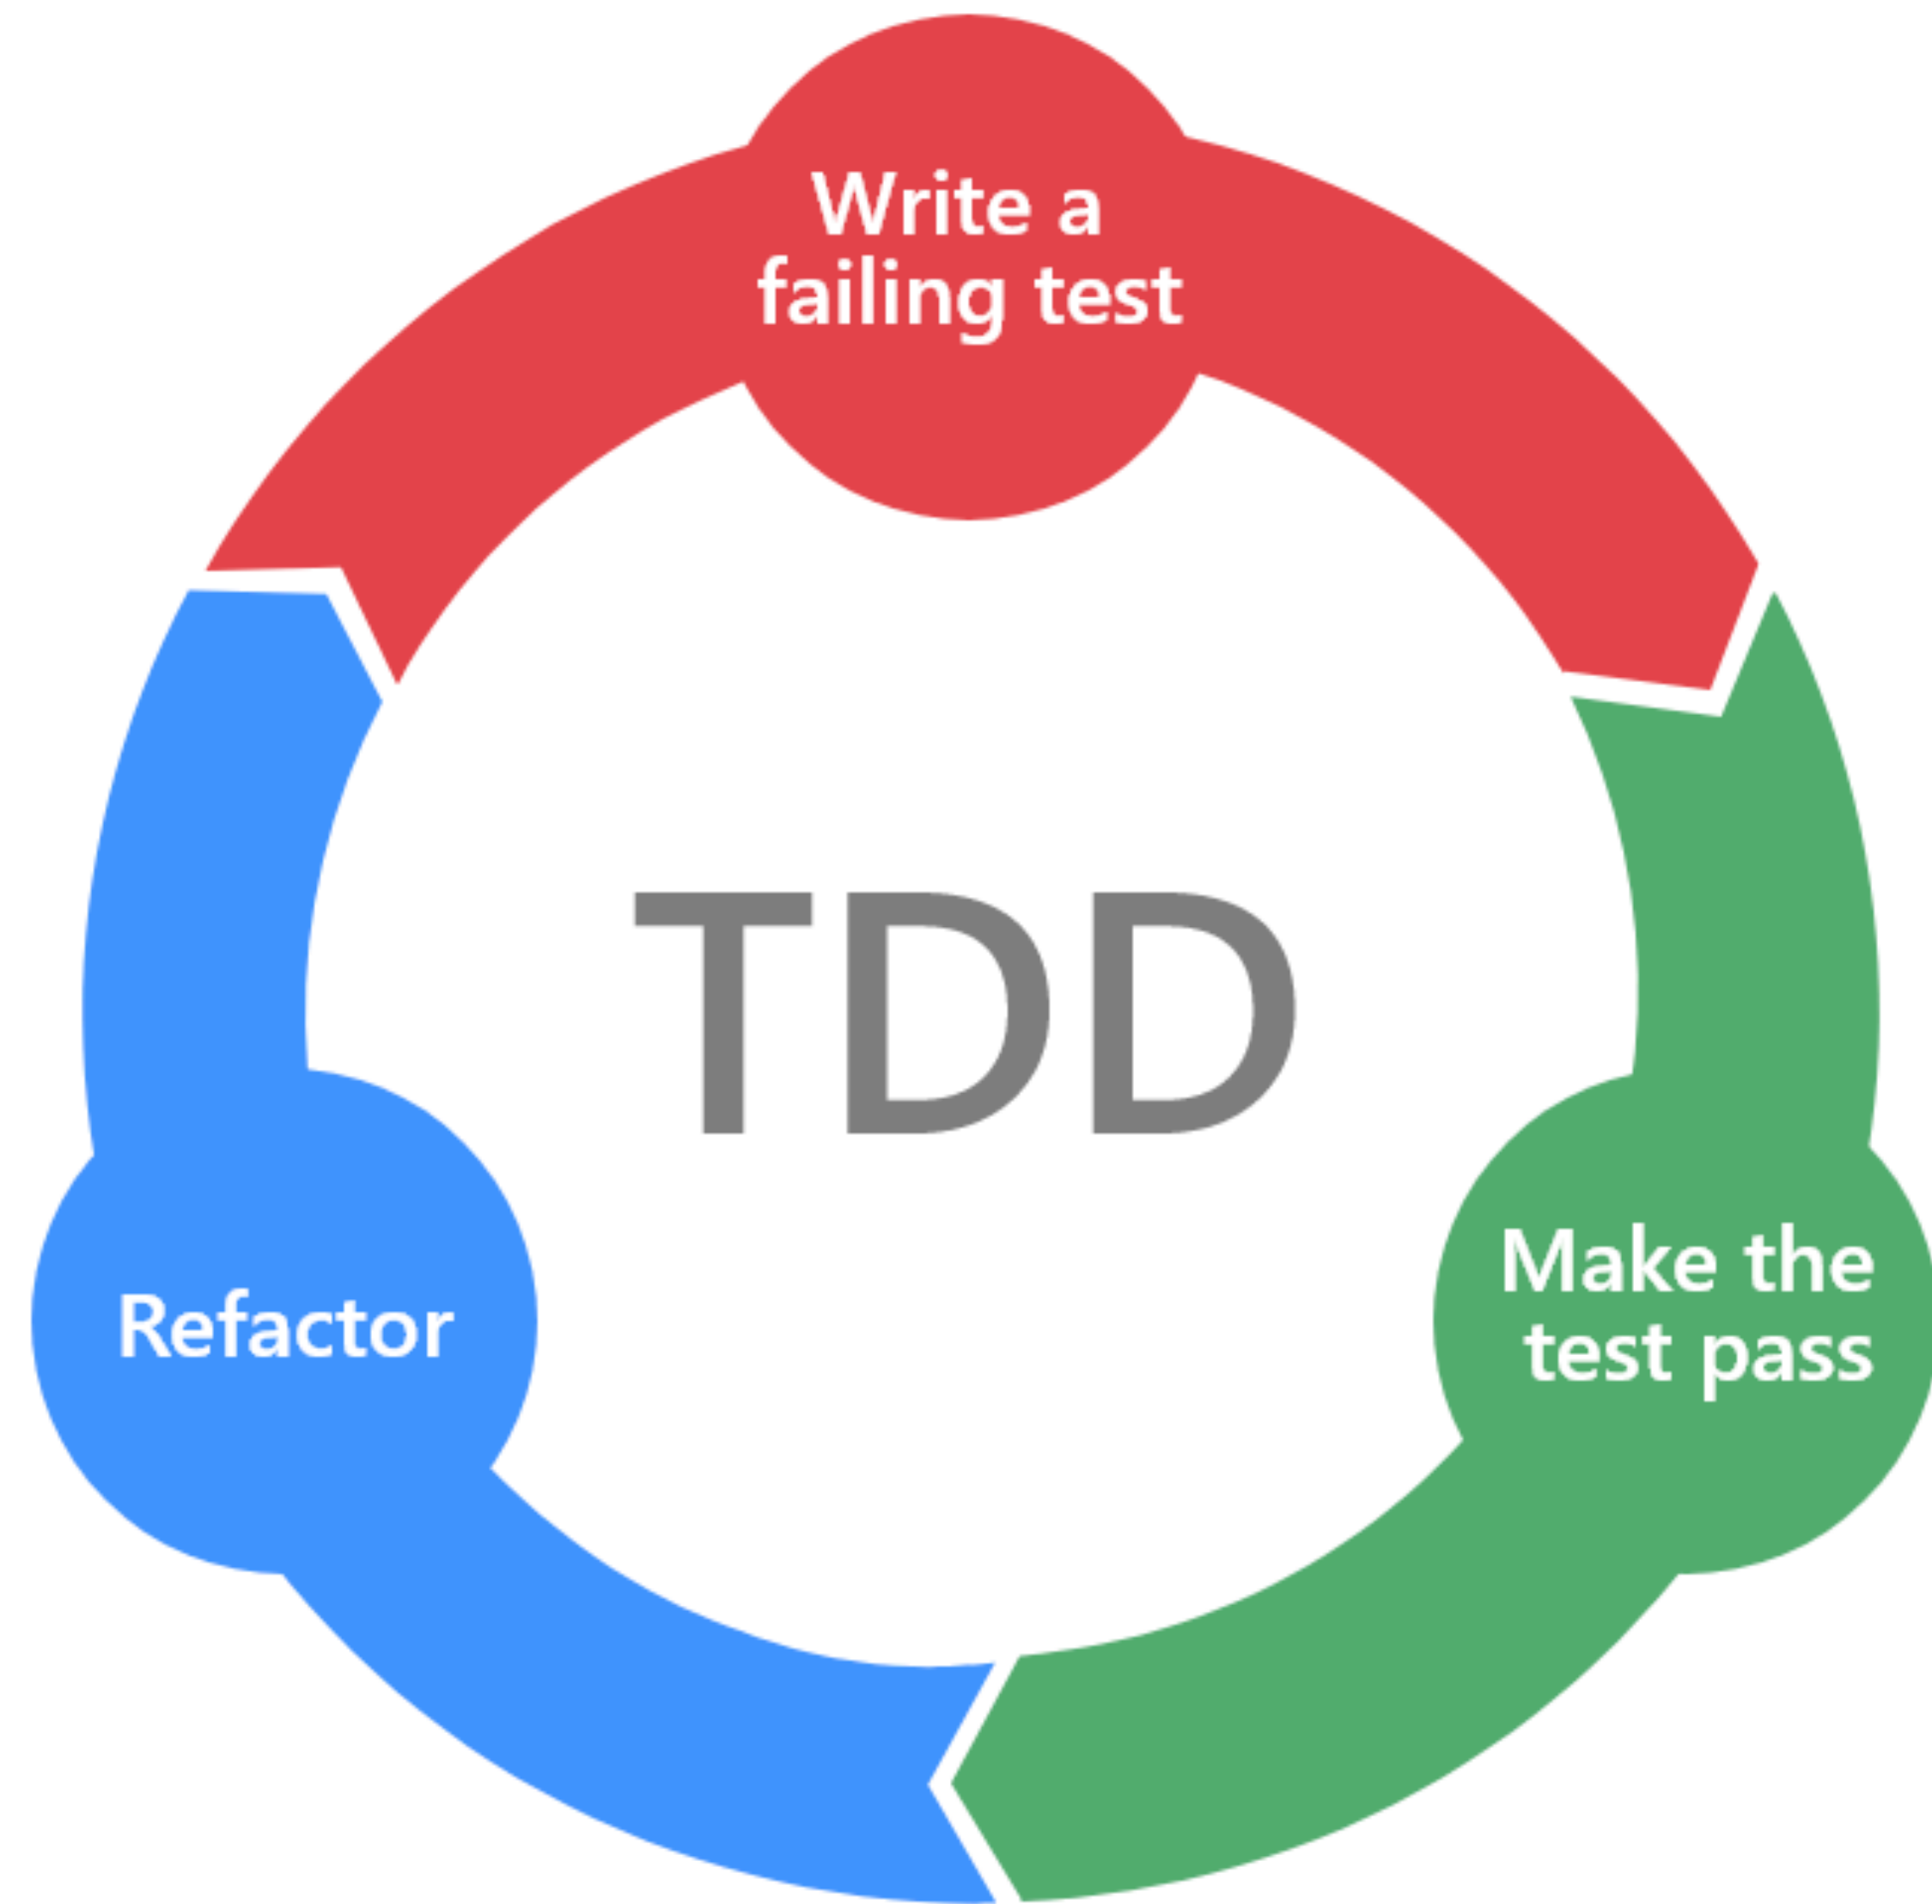 Write a
failing test
TDD
Refactor
Make the
test pass